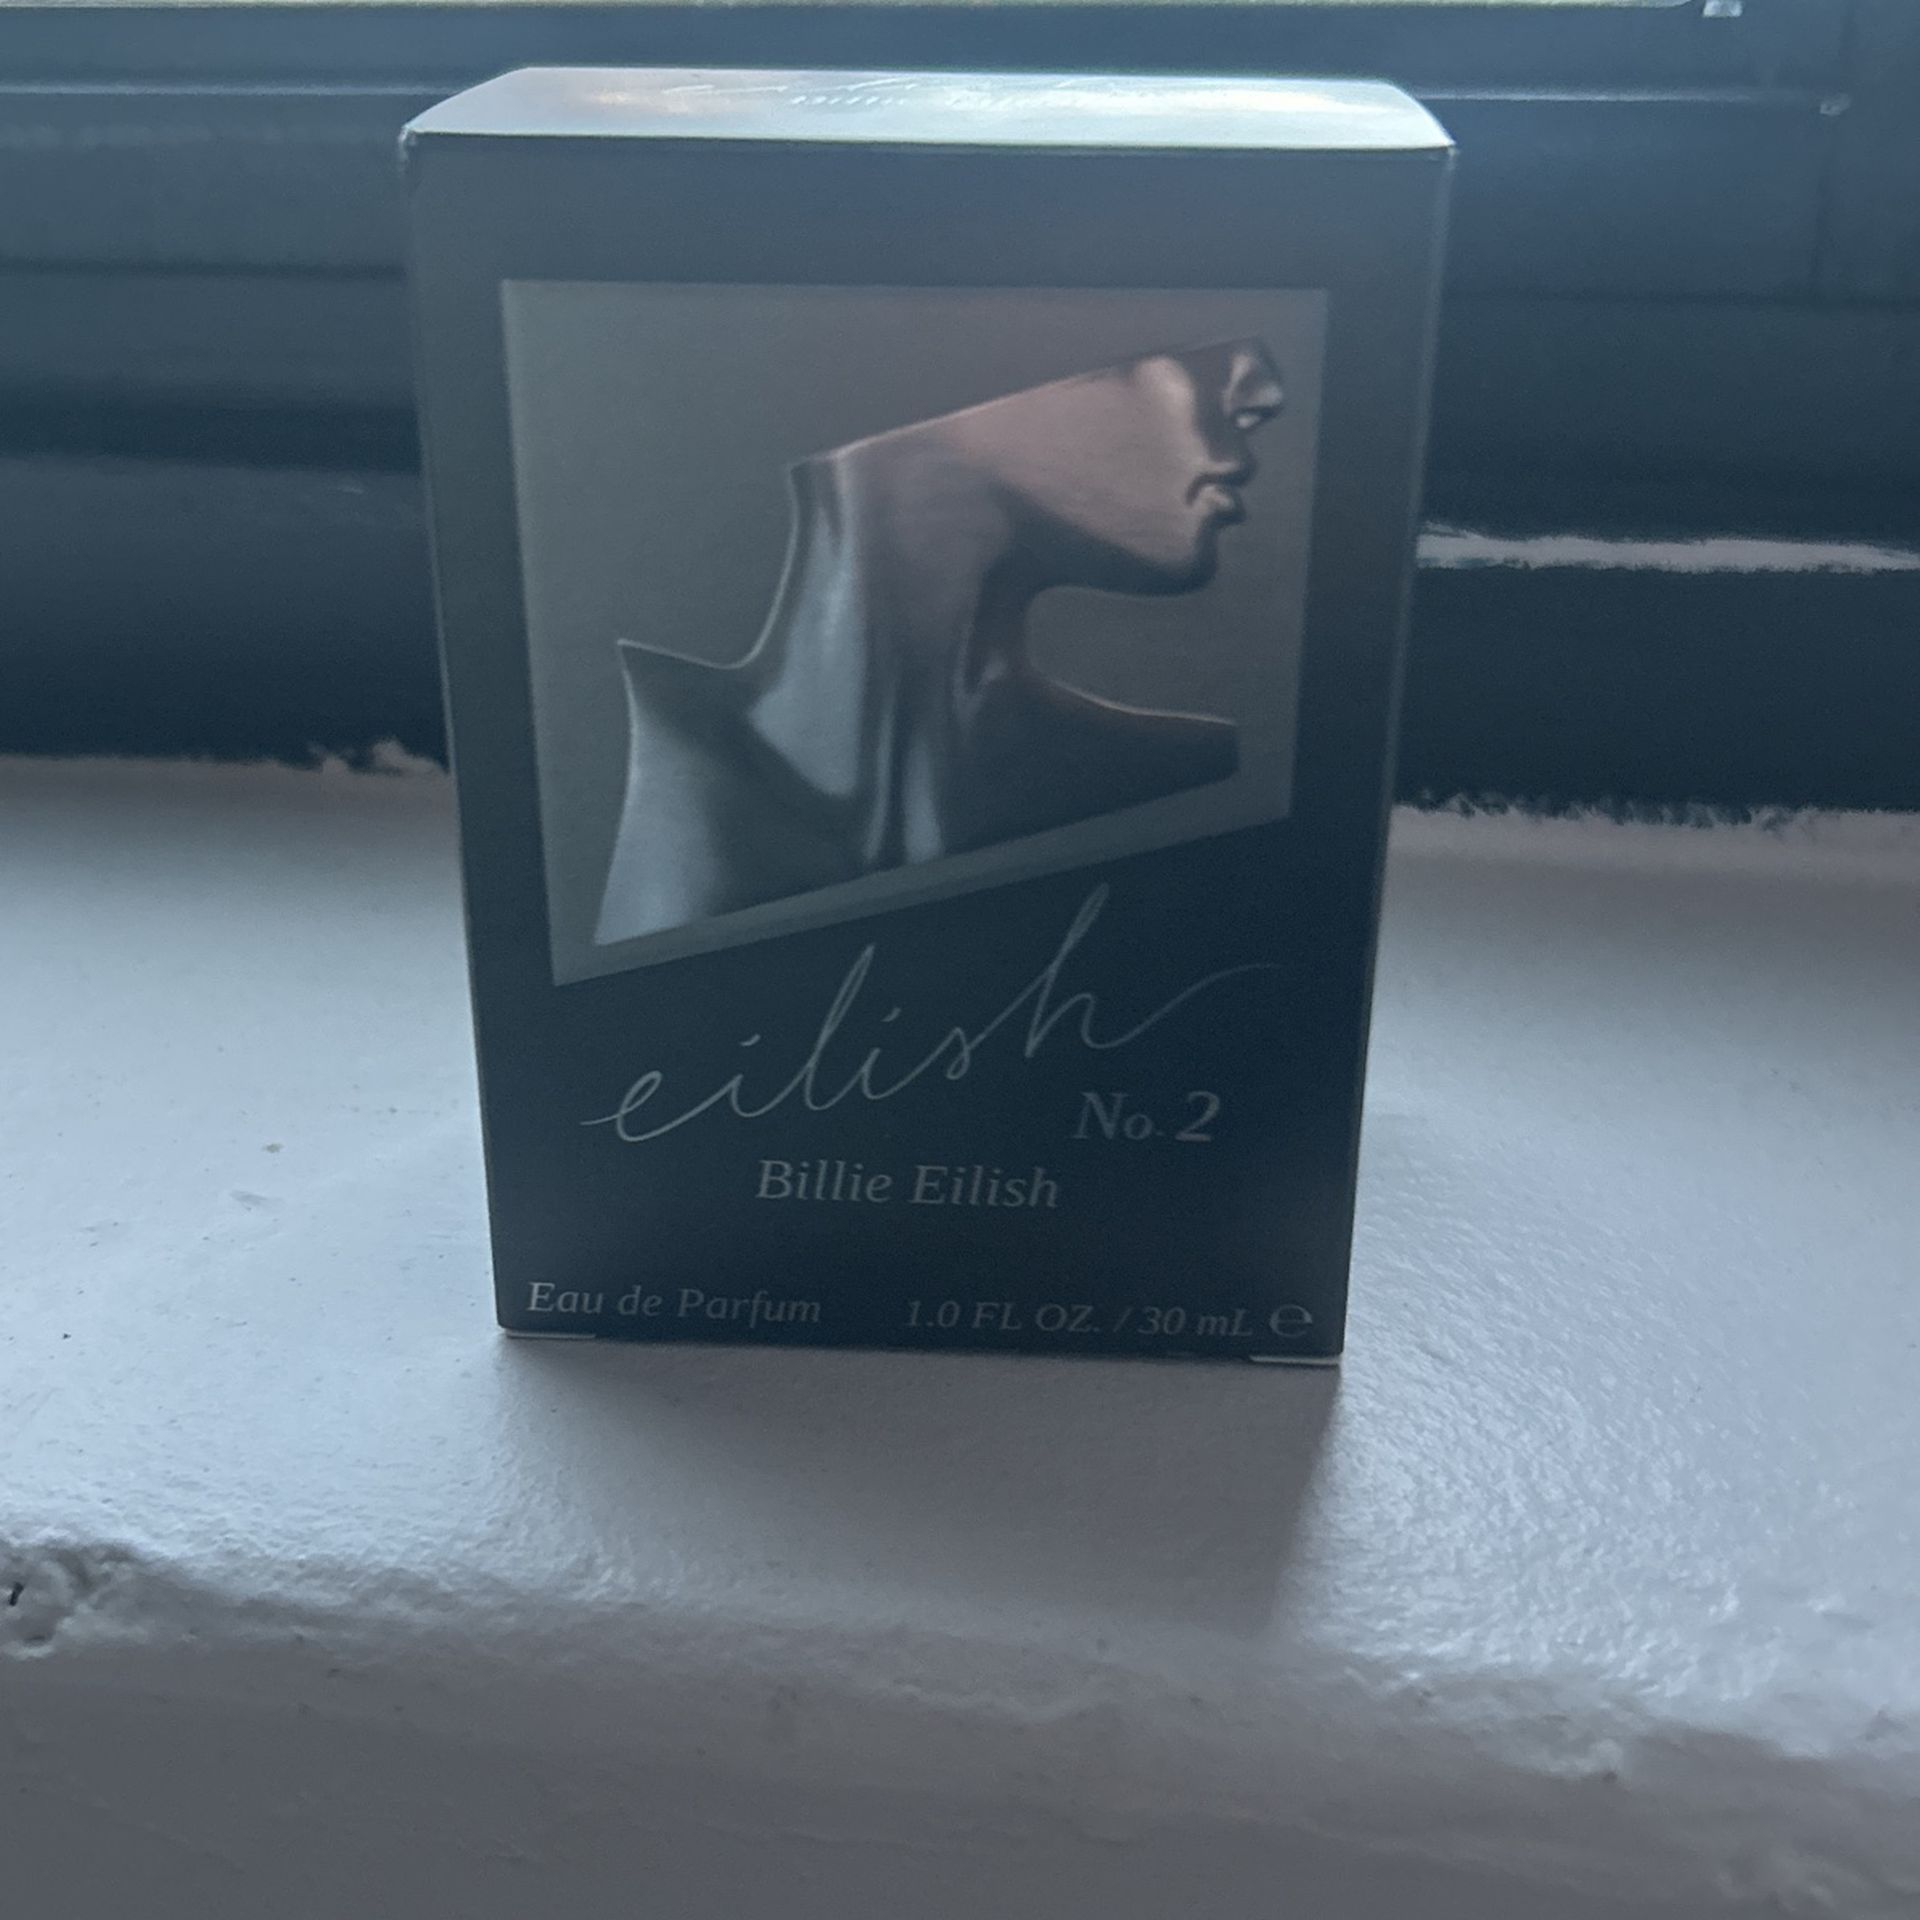 eilish
No. 2
Billie Eilish
Eau de Parfum 1.0 FL OZ. / 30 mL ℮